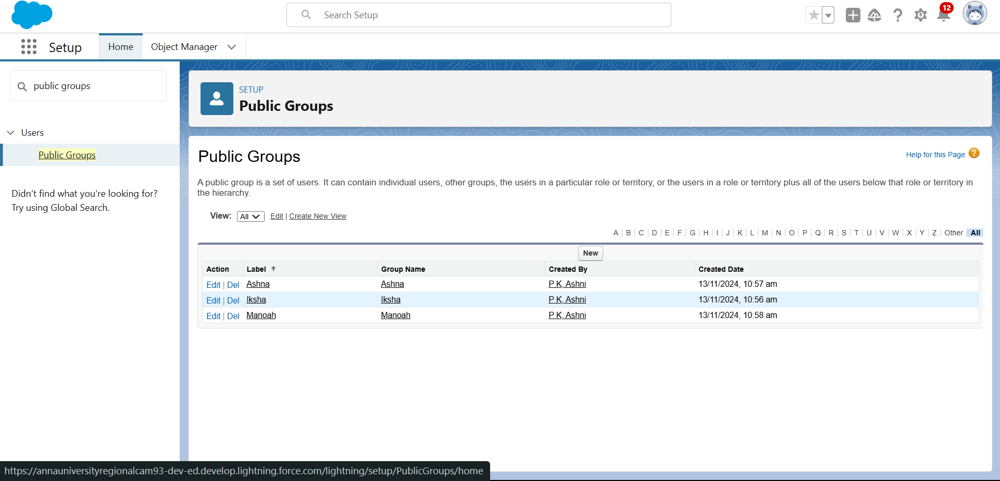 Search Setup
12
Setup
Home
Object Manager
public groups
Users
Public Groups
Didn't find what you're looking for?
Try using Global Search.
SETUP
Public Groups
Public Groups
Help for this Page ?
A public group is a set of users. It can contain individual users, other groups, the users in a particular role or territory, or the users in a role or territory plus all of the users below that role or territory in
the hierarchy.
View: All Edit | Create New View
A | B | C | D | E | F | G | H | I | J | K | L | M | N | O | P | Q | R | S | T | U | V | W | X | Y | Z | Other | All
New
Action Label Group Name Created By Created Date
Edit | Del Ashna Ashna P K, Ashni 13/11/2024, 10:57 am
Edit | Del Iksha Iksha P K, Ashni 13/11/2024, 10:56 am
Edit | Del Manoah Manoah P K, Ashni 13/11/2024, 10:58 am
https://annauniversityregionalcam93-dev-ed.develop.lightning.force.com/lightning/setup/PublicGroups/home